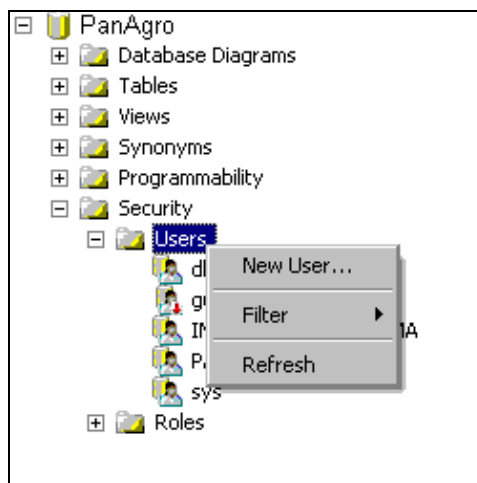 PanAgro
Database Diagrams
Tables
Views
Synonyms
Programmability
Security
Users
New User...
Filter
Refresh
sys
Roles